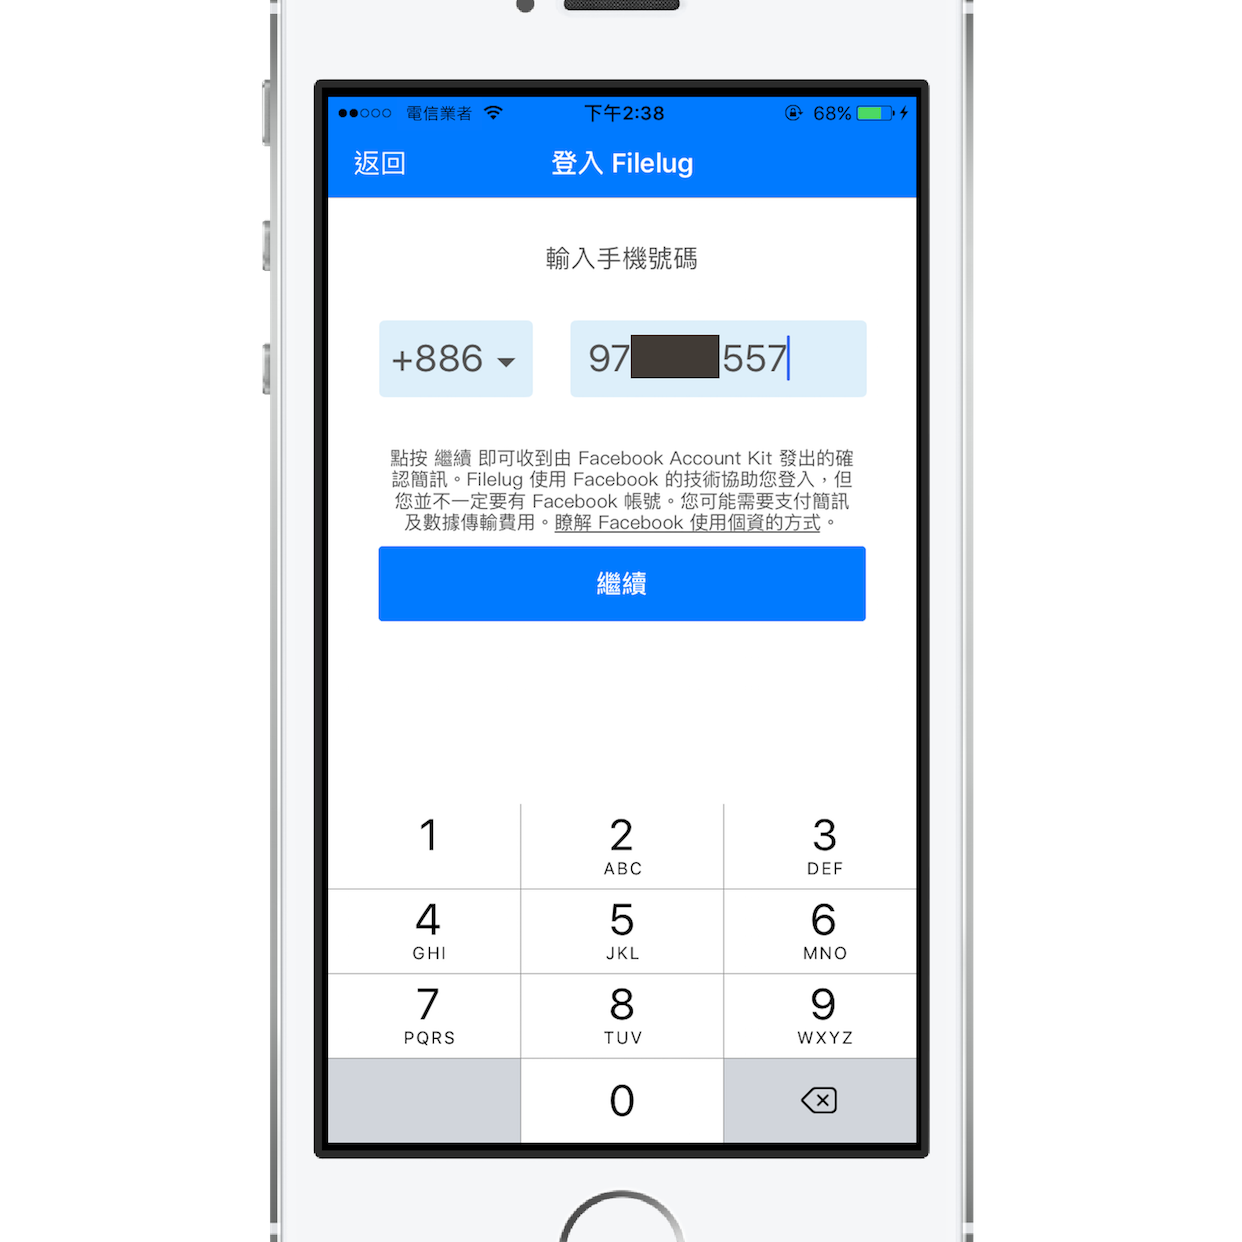 電信業者 下午2:38 68%
返回 登入 Filelug
輸入手機號碼
+886 97 557
點按 繼續 即可收到由 Facebook Account Kit 發出的確
認簡訊。Filelug 使用 Facebook 的技術協助您登入，但
您並不一定要有 Facebook 帳號。您可能需要支付簡訊
及數據傳輸費用。瞭解 Facebook 使用個資的方式。
繼續
1 2 3
ABC DEF
4 5 6
GHI JKL MNO
7 8 9
PQRS TUV WXYZ
0